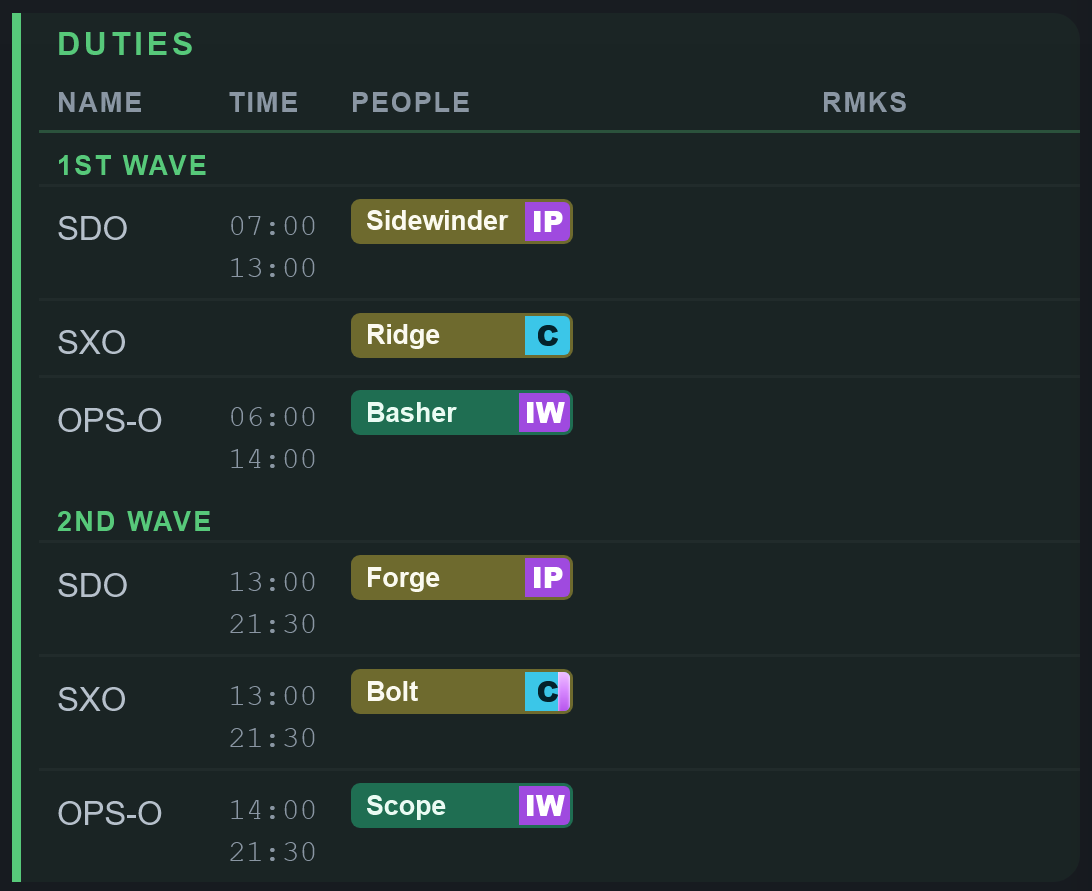 DUTIES
NAME TIME PEOPLE RMKS
1ST WAVE
SDO 07:00 Sidewinder IP
13:00
SXO Ridge C
OPS-O 06:00 Basher IW
14:00
2ND WAVE
SDO 13:00 Forge IP
21:30
SXO 13:00 Bolt C
21:30
OPS-O 14:00 Scope IW
21:30